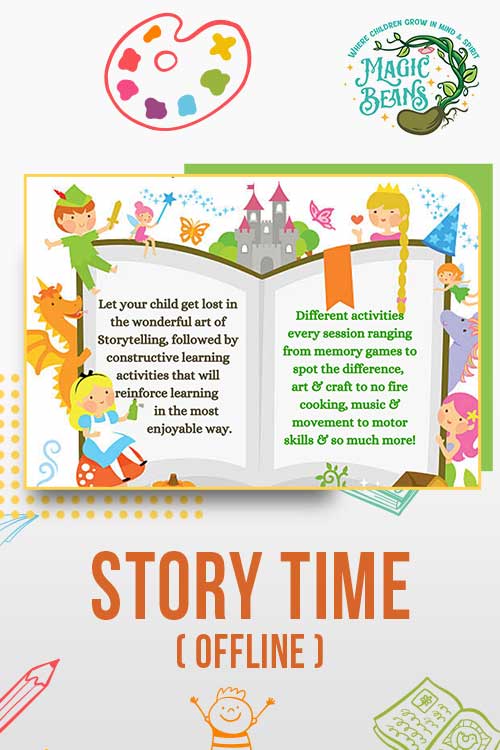 WHERE CHILDREN GROW IN MIND & SPIRIT
MAGIC
BEANS
Let your child get lost in
the wonderful art of
Storytelling, followed by
constructive learning
activities that will
reinforce learning
in the most
enjoyable way.
Different activities
every session ranging
from memory games to
spot the difference,
art & craft to no fire
cooking, music &
movement to motor
skills & so much more!
STORY TIME
( OFFLINE )